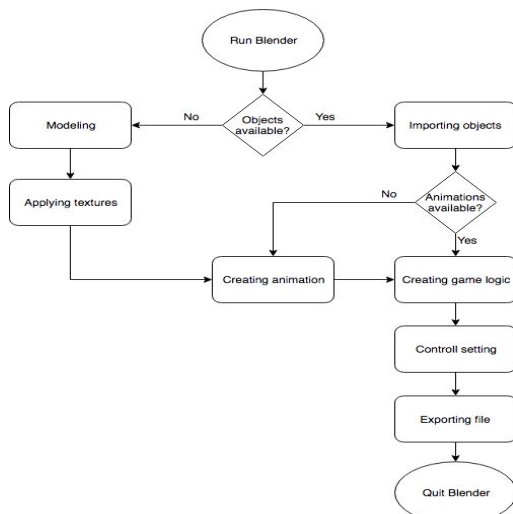 Run Blender
Objects
available?
No
Yes
Modeling
Importing objects
Applying textures
Animations
available?
No
Yes
Creating animation
Creating game logic
Controll setting
Exporting file
Quit Blender